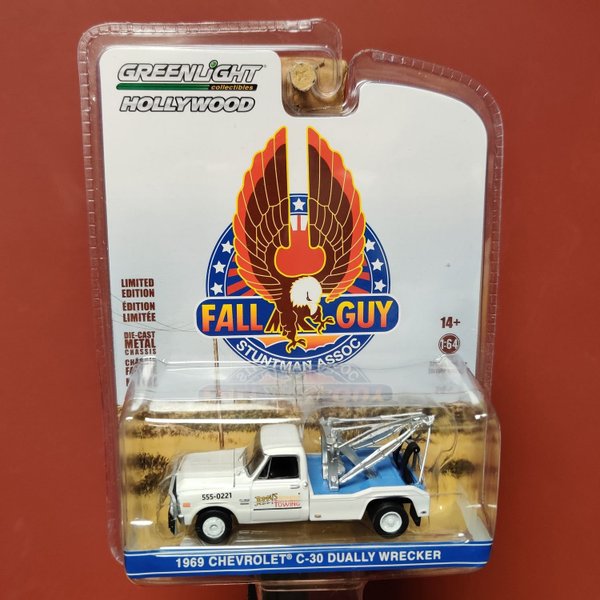 GREENLIGHT
collectibles
HOLLYWOOD
FALL GUY
STUNTMAN ASSOC
LIMITED
EDITION
ÉDITION
LIMITÉE
DIE-CAST
METAL
CHASSIS
14+
1:64
555-0221
TOWING
1969 CHEVROLET® C-30 DUALLY WRECKER